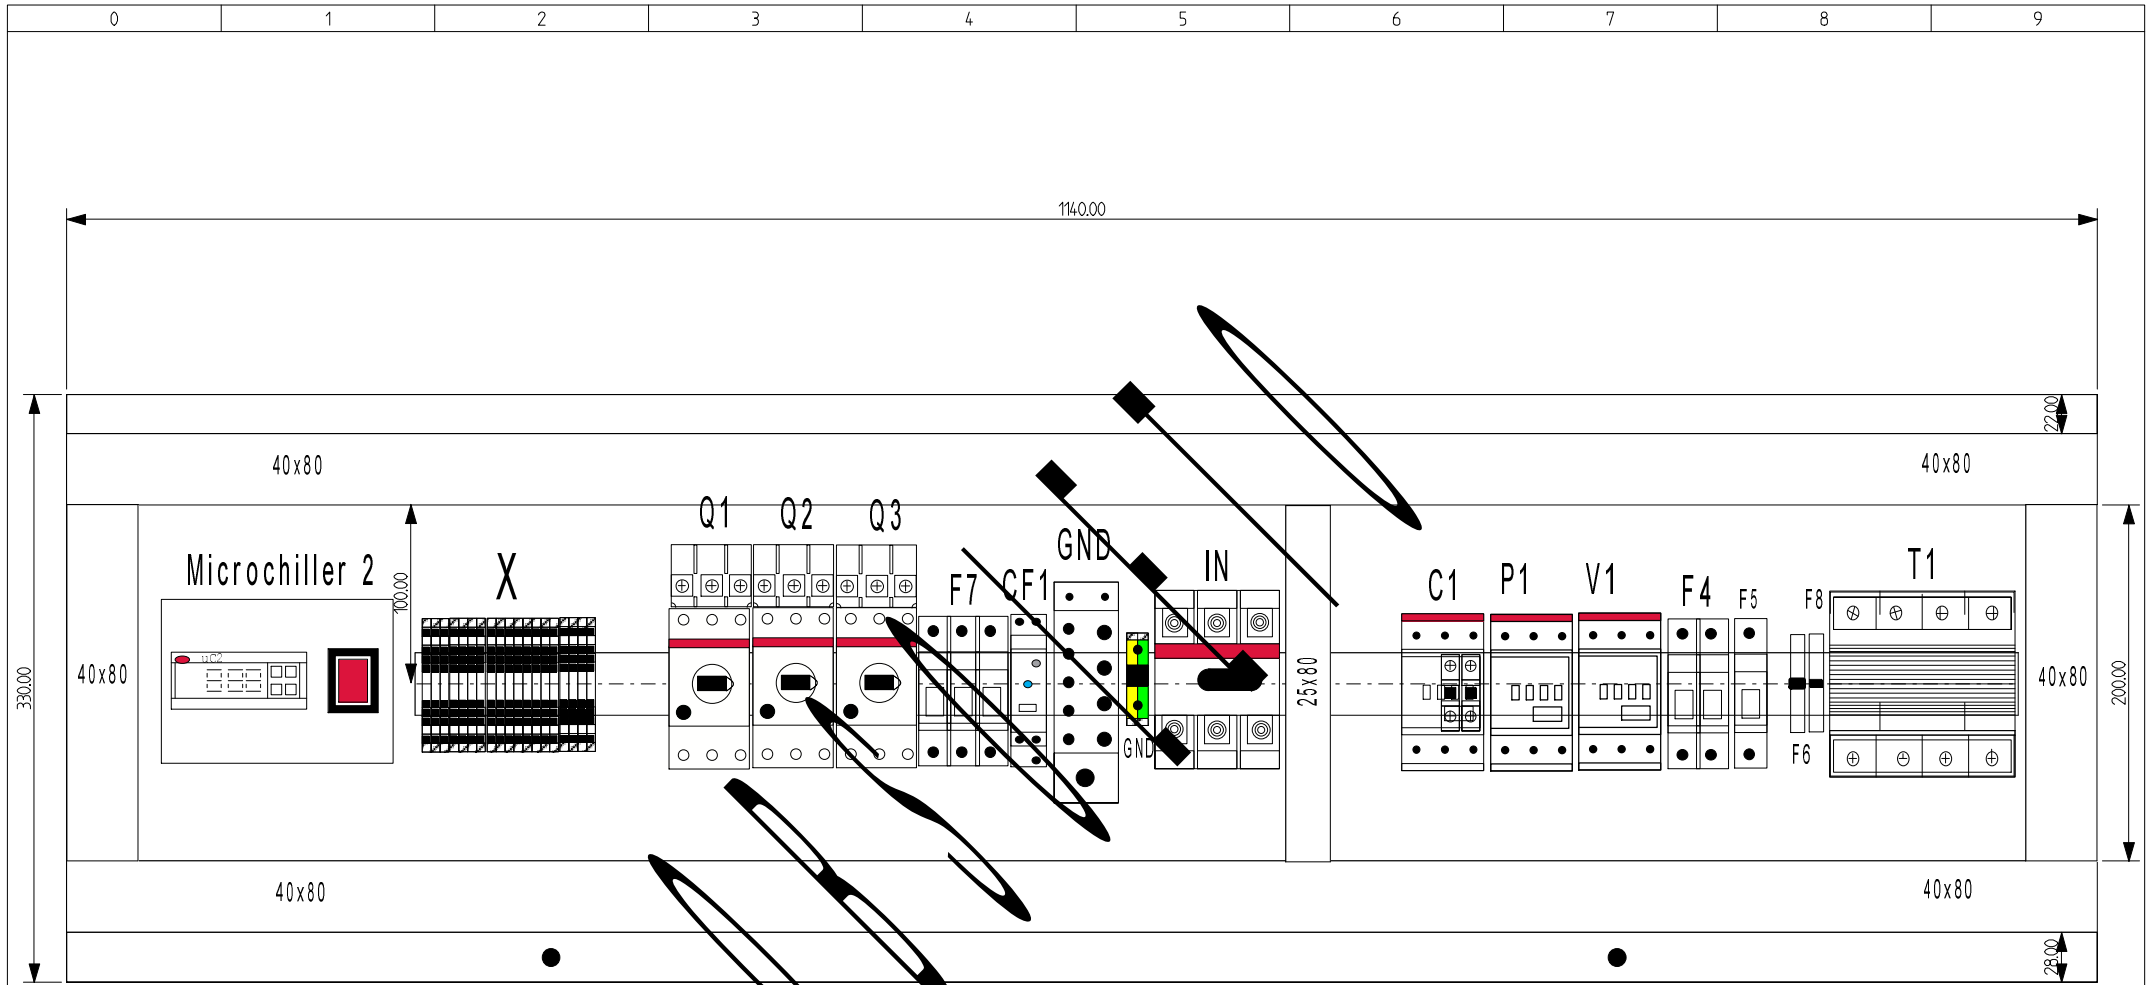 0 1 2 3 4 5 6 7 8 9
1140.00
22.00
40x80 40x80
Q1 Q2 Q3
GND
Microchiller 2 X F7 CF1 IN C1 P1 V1 F4 F5 F8 T1
100.00
uC2
330.00 40x80 25x80 40x80 200.00
GND F6
40x80 40x80
28.00